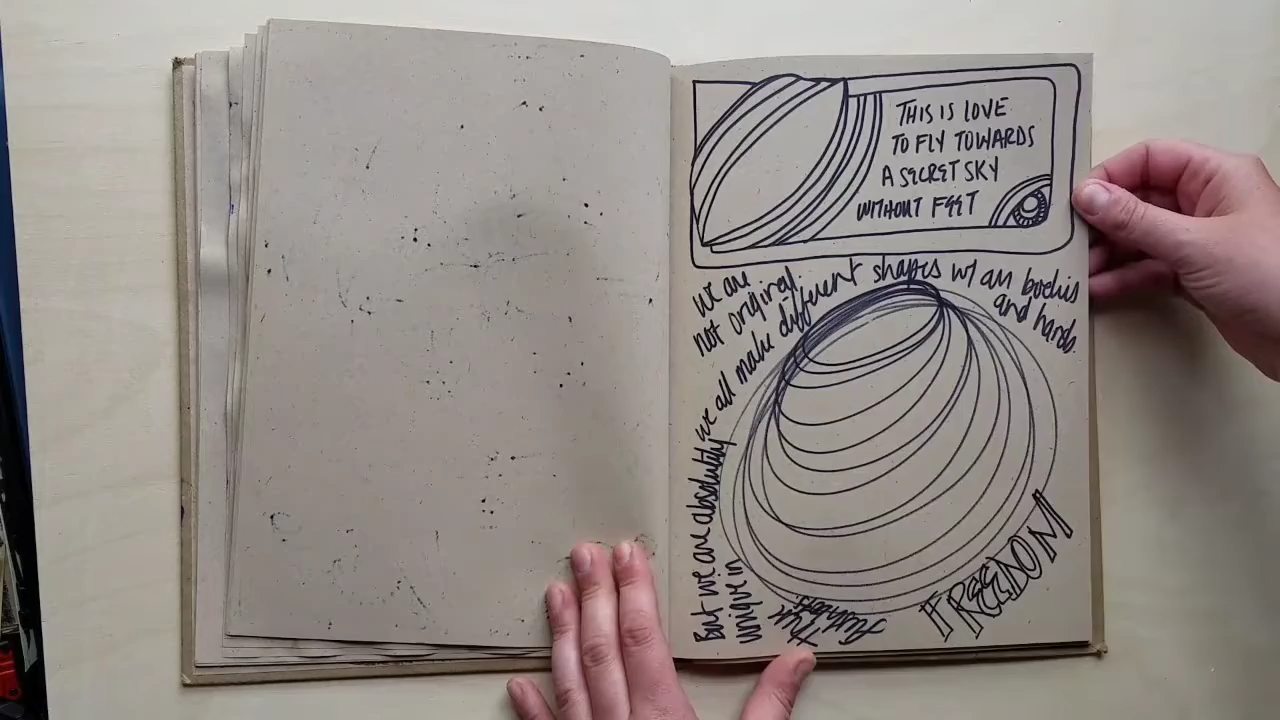 THIS IS LOVE
TO FLY TOWARDS
A SECRET SKY
WITHOUT FEET
we are
not original.
we all make different shapes w/ our bodies
and hands.
But we are absolutely
unique in
FREEDOM